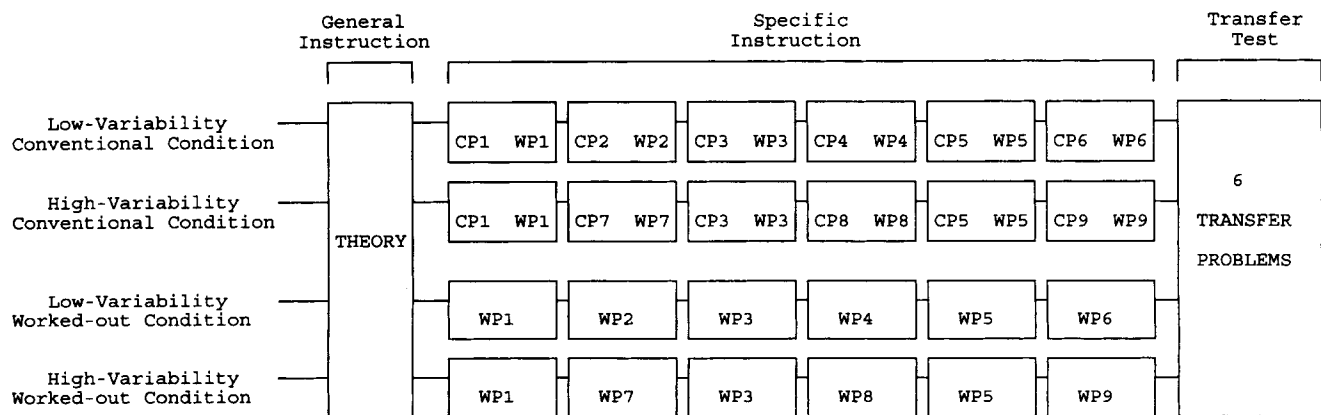 General Instruction
Specific Instruction
Transfer Test
Low-Variability
Conventional Condition
CP1 WP1 CP2 WP2 CP3 WP3 CP4 WP4 CP5 WP5 CP6 WP6
High-Variability
Conventional Condition
CP1 WP1 CP7 WP7 CP3 WP3 CP8 WP8 CP5 WP5 CP9 WP9
THEORY
6
TRANSFER
PROBLEMS
Low-Variability
Worked-out Condition
WP1 WP2 WP3 WP4 WP5 WP6
High-Variability
Worked-out Condition
WP1 WP7 WP3 WP8 WP5 WP9